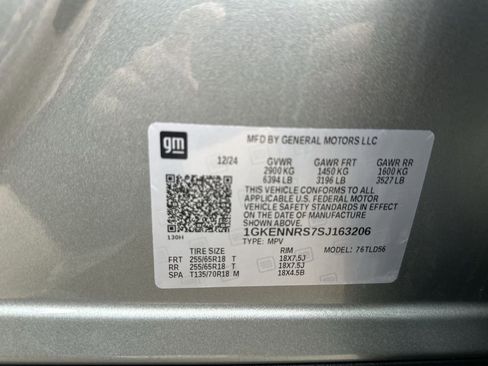 gm
MFD BY GENERAL MOTORS LLC
12/24 GVWR GAWR FRT GAWR RR
2900 KG 1450 KG 1600 KG
6394 LB 3196 LB 3527 LB
THIS VEHICLE CONFORMS TO ALL
APPLICABLE U.S. FEDERAL MOTOR
VEHICLE SAFETY STANDARDS IN
EFFECT ON THE DATE OF MANUFACTURE
SHOWN ABOVE.
1GKENNRS7SJ163206
130H TYPE: MPV MODEL: 76TLD56
TIRE SIZE RIM
FRT 255/65R18 T 18X7.5J
RR 255/65R18 T 18X7.5J
SPA T135/70R18 M 18X4.5B